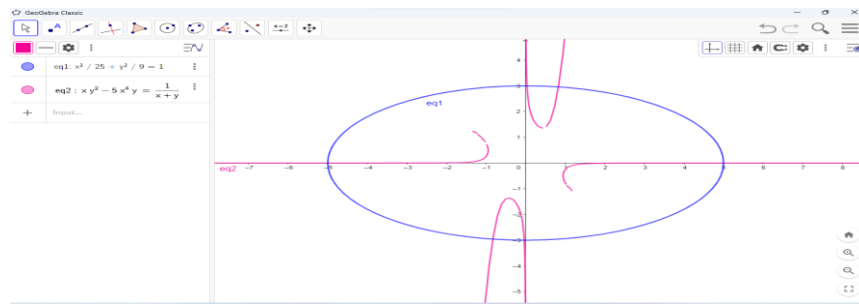 GeoGebra Classic
a=2
eq1: x² / 25 + y² / 9 = 1
eq2 : x y² − 5 x⁴ y = 1 / (x + y)
Input...
eq1
eq2
−7 −6 −5 −4 −3 −2 −1 0 1 2 3 4 5 6 7 8
4
3
2
1
−1
−2
−3
−4
−5